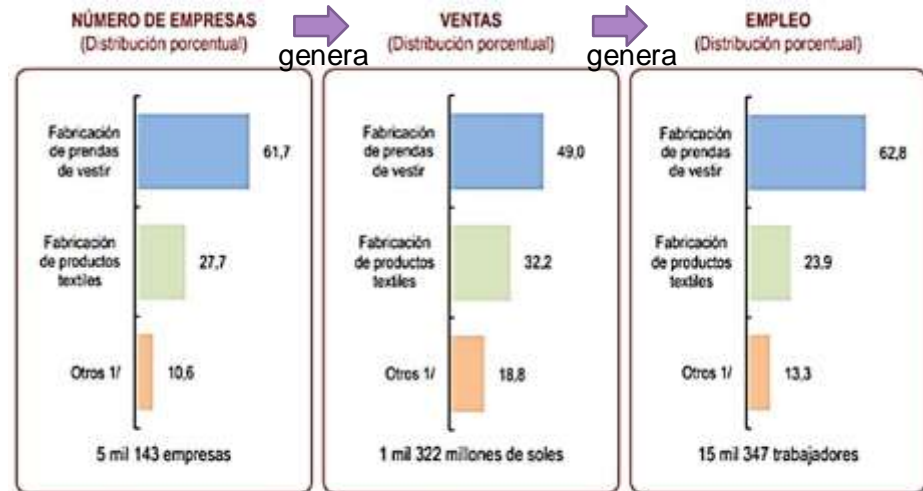 NÚMERO DE EMPRESAS
(Distribución porcentual)
genera
VENTAS
(Distribución porcentual)
genera
EMPLEO
(Distribución porcentual)
Fabricación
de prendas
de vestir
61,7
Fabricación
de productos
textiles
27,7
Otros 1/
10,6
5 mil 143 empresas
Fabricación
de prendas
de vestir
49,0
Fabricación
de productos
textiles
32,2
Otros 1/
18,8
1 mil 322 millones de soles
Fabricación
de prendas
de vestir
62,8
Fabricación
de productos
textiles
23,9
Otros 1/
13,3
15 mil 347 trabajadores